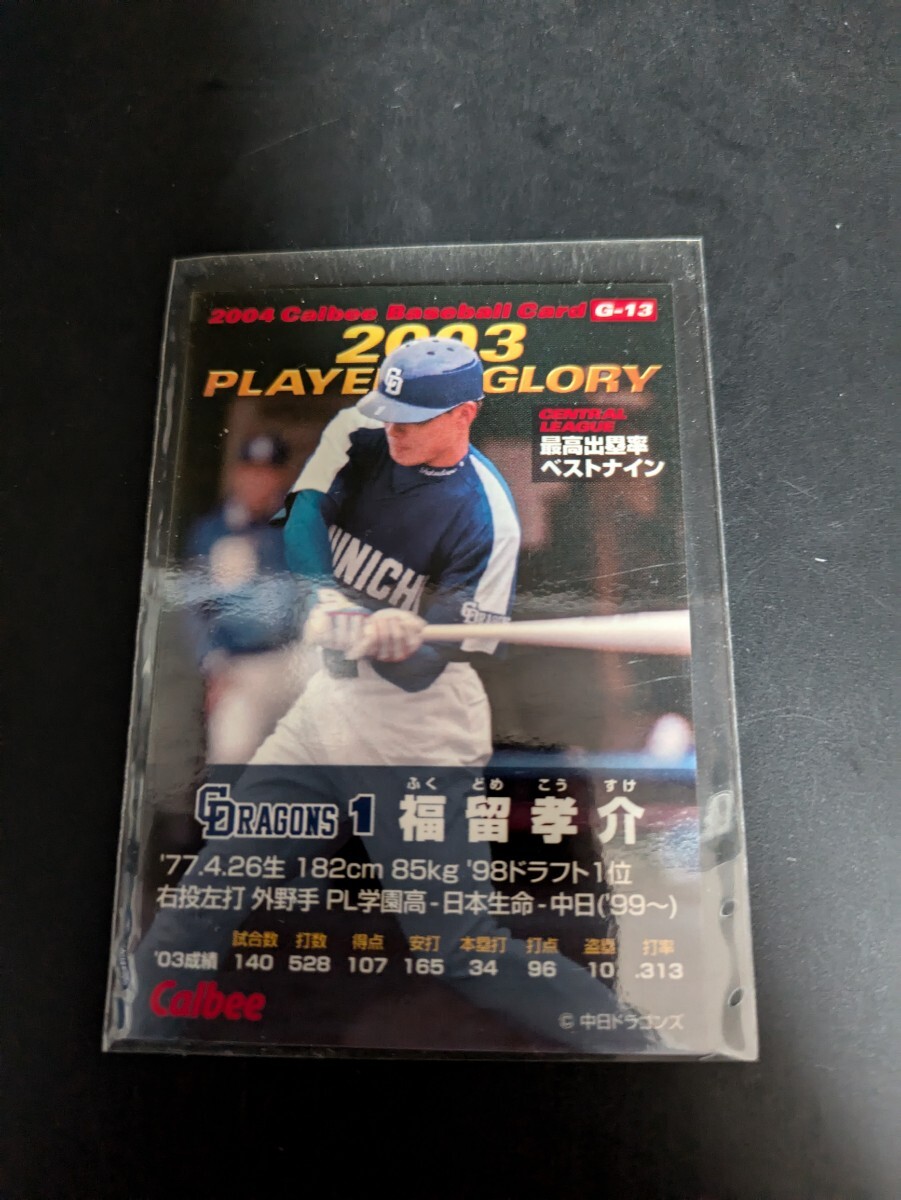 2004 Calbee Baseball Card G-13
2003
PLAYE GLORY
CENTRAL
LEAGUE
最高出塁率
ベストナイン
CD
UNICH
CD
DRAGONS 1 福留孝介
ふく どめ こう すけ
'77.4.26生 182cm 85kg '98ドラフト1位
右投左打 外野手 PL学園高-日本生命-中日('99~)
試合数 打数 得点 安打 本塁打 打点 盗塁 打率
'03成績 140 528 107 165 34 96 10 .313
Calbee
© 中日ドラゴンズ